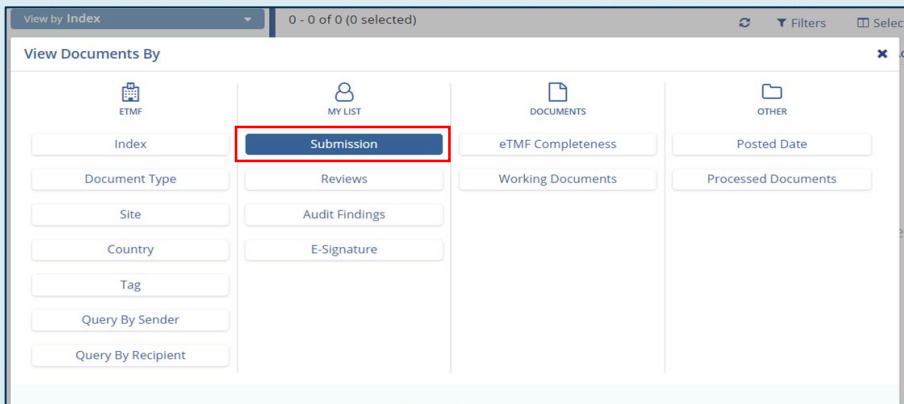 View by Index
0 - 0 of 0 (0 selected)
Filters
View Documents By
ETMF
MY LIST
DOCUMENTS
OTHER
Index
Submission
eTMF Completeness
Posted Date
Document Type
Reviews
Working Documents
Processed Documents
Site
Audit Findings
Country
E-Signature
Tag
Query By Sender
Query By Recipient